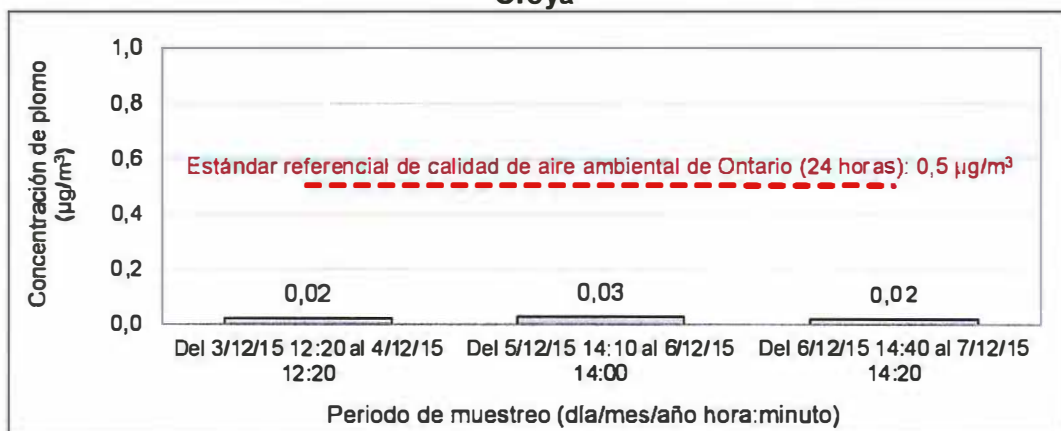 1,0
0,8
0,6
0,4
0,2
0,0
Concentración de plomo
(µg/m³)
Estándar referencial de calidad de aire ambiental de Ontario (24 horas): 0,5 µg/m³
0,02
0,03
0,02
Del 3/12/15 12:20 al 4/12/15
12:20
Del 5/12/15 14:10 al 6/12/15
14:00
Del 6/12/15 14:40 al 7/12/15
14:20
Periodo de muestreo (día/mes/año hora:minuto)